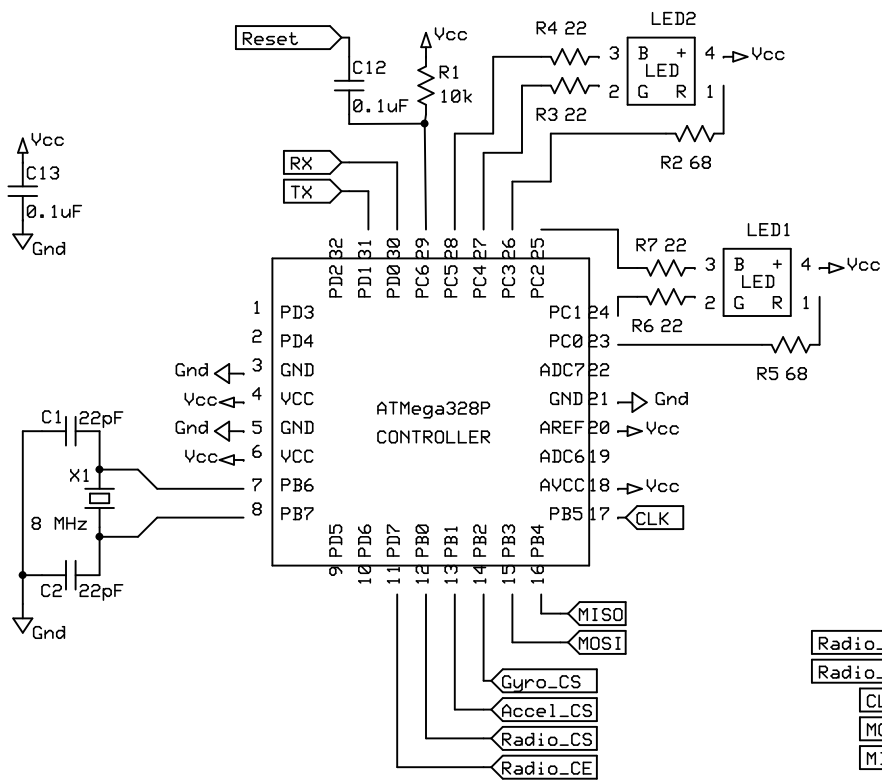 LED2
Reset
Vcc
R4 22
3 B + 4 Vcc
LED
2 G R 1
C12
0.1uF
R1
10k
R3 22
R2 68
Vcc
C13
0.1uF
Gnd
RX
TX
PD2 32
PD1 31
PD0 30
PC6 29
PC5 28
PC4 27
PC3 26
PC2 25
LED1
R7 22
3 B + 4 Vcc
LED
2 G R 1
R6 22
R5 68
1 PD3
2 PD4
Gnd 3 GND
Vcc 4 VCC
Gnd 5 GND
Vcc 6 VCC
7 PB6
8 PB7
ATMega328P
CONTROLLER
PC1 24
PC0 23
ADC7 22
GND 21 Gnd
AREF 20 Vcc
ADC6 19
AVCC 18 Vcc
PB5 17 CLK
C1 22pF
X1
8 MHz
C2 22pF
Gnd
9 PD5
10 PD6
11 PD7
12 PB0
13 PB1
14 PB2
15 PB3
16 PB4
MISO
MOSI
Gyro_CS
Accel_CS
Radio_CS
Radio_CE
Radio_
Radio_